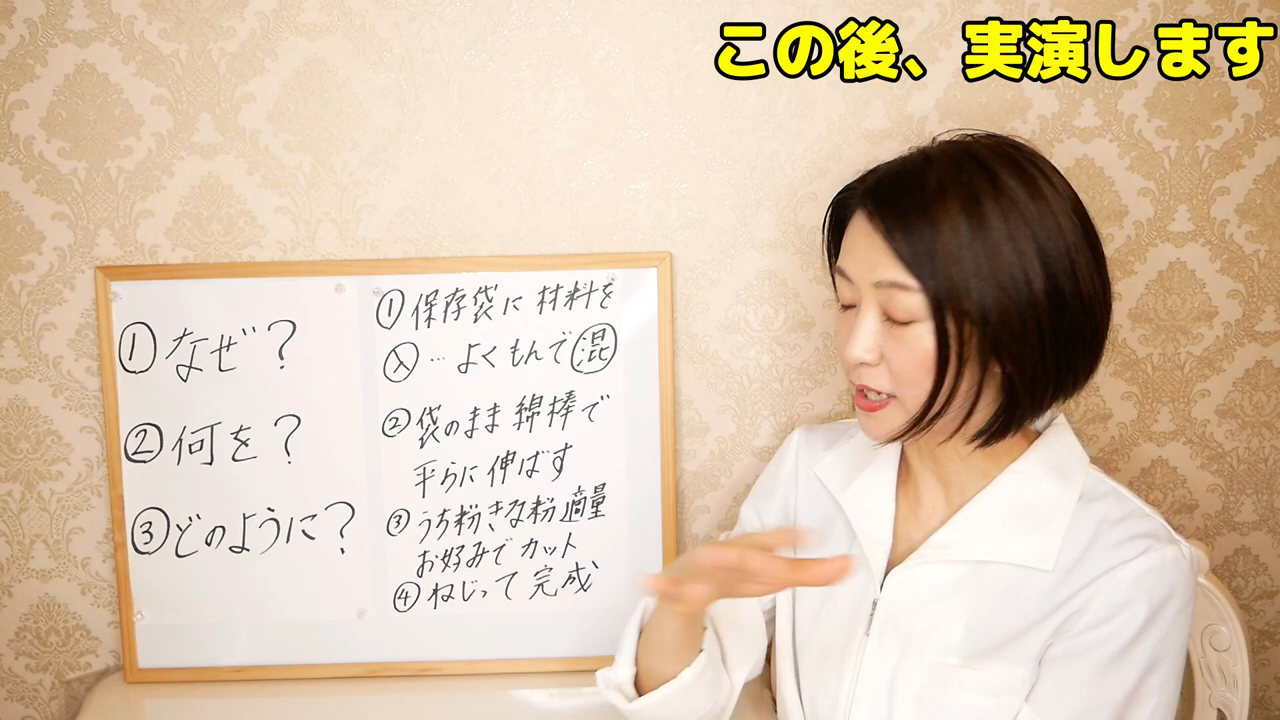 この後、実演します
①なぜ?
②何を?
③どのように?
①保存袋に材料を
入…よくもんで混
②袋のまま綿棒で
平らに伸ばす
③うち粉きな粉適量
お好みでカット
④ねじって完成